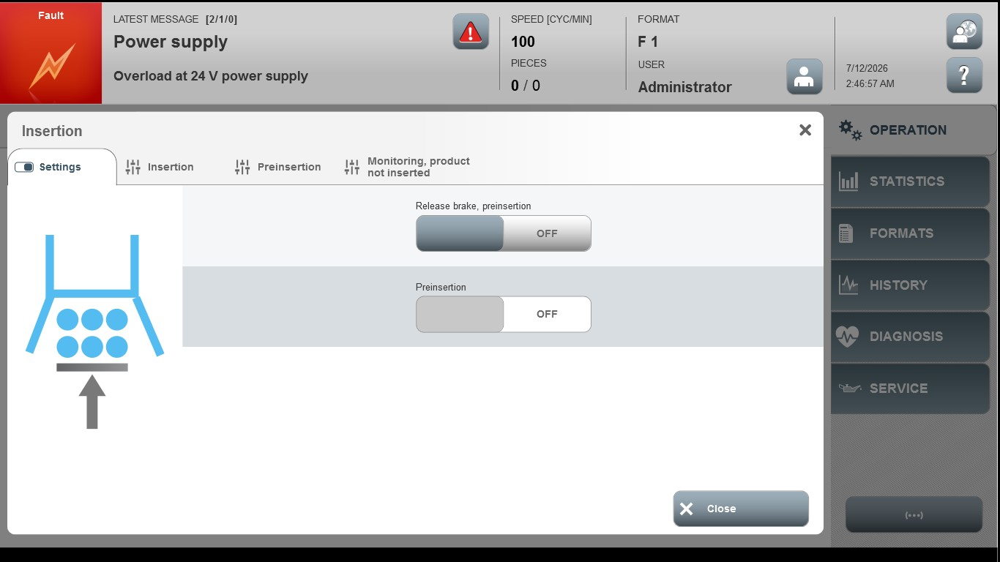 Fault
LATEST MESSAGE [2/1/0]
Power supply
Overload at 24 V power supply
SPEED [CYC/MIN]
100
PIECES
0 / 0
FORMAT
F 1
USER
Administrator
7/12/2026
2:46:57 AM
?
Insertion
Settings
Insertion
Preinsertion
Monitoring, product
not inserted
Release brake, preinsertion
OFF
Preinsertion
OFF
Close
OPERATION
STATISTICS
FORMATS
HISTORY
DIAGNOSIS
SERVICE
(•••)